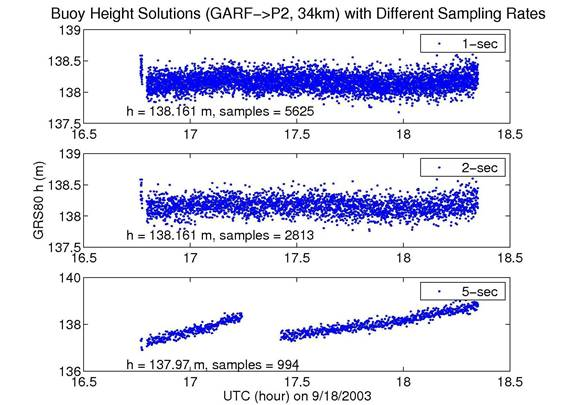 Buoy Height Solutions (GARF->P2, 34km) with Different Sampling Rates
139
138.5
138
137.5
1-sec
h = 138.161 m, samples = 5625
16.5 17 17.5 18 18.5
139
138.5
138
137.5
2-sec
h = 138.161 m, samples = 2813
16.5 17 17.5 18 18.5
GRS80 h (m)
140
138
136
5-sec
h = 137.97 m, samples = 994
16.5 17 17.5 18 18.5
UTC (hour) on 9/18/2003